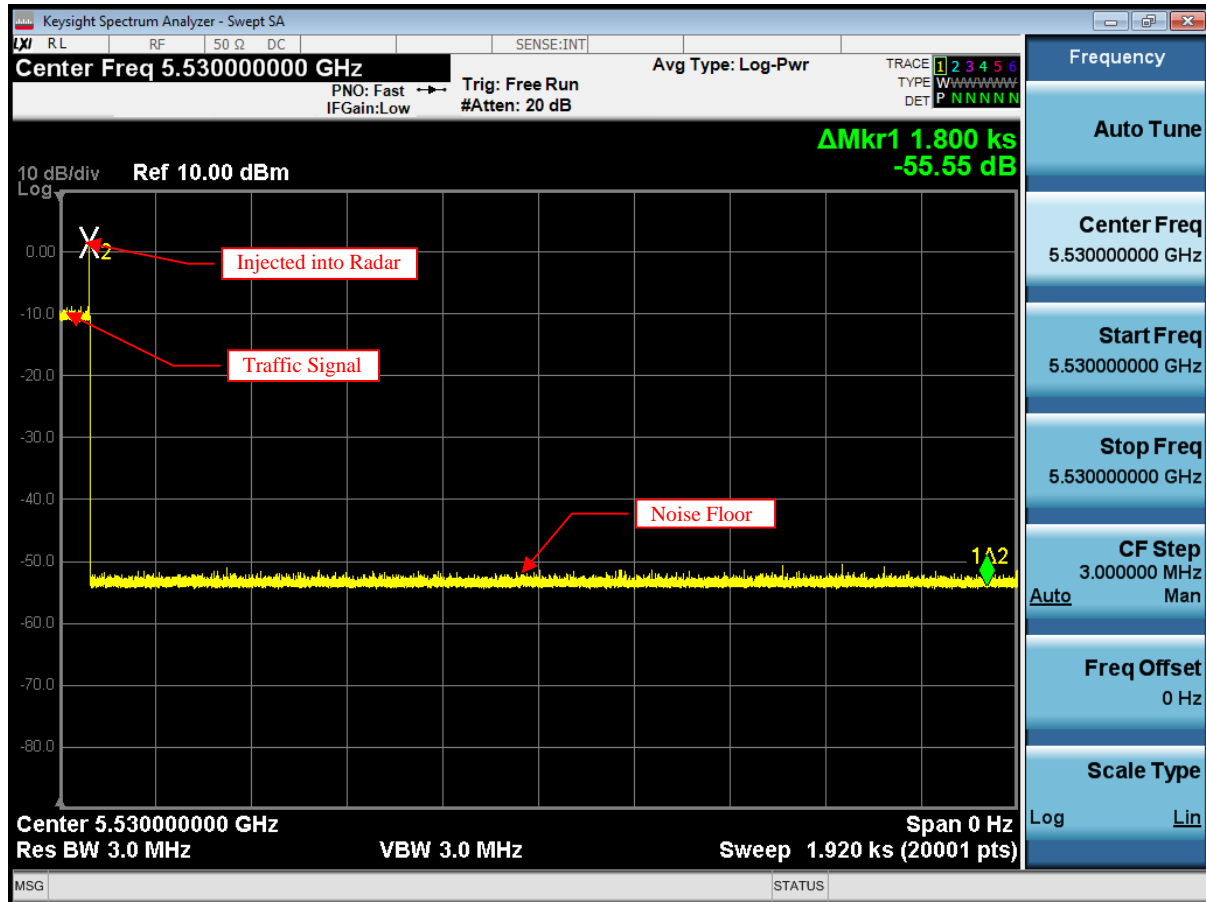 Keysight Spectrum Analyzer - Swept SA
LXI RL RF 50 Ω DC SENSE:INT
Center Freq 5.530000000 GHz
PNO: Fast
IFGain:Low
Trig: Free Run
#Atten: 20 dB
Avg Type: Log-Pwr
TRACE 1 2 3 4 5 6
TYPE WWWWWW
DET P N N N N N
ΔMkr1 1.800 ks
-55.55 dB
10 dB/div Ref 10.00 dBm
Log
0.00
-10.0
-20.0
-30.0
-40.0
-50.0
-60.0
-70.0
-80.0
2
Injected into Radar
Traffic Signal
Noise Floor
1Δ2
Center 5.530000000 GHz Span 0 Hz
Res BW 3.0 MHz VBW 3.0 MHz Sweep 1.920 ks (20001 pts)
MSG STATUS
Frequency
Auto Tune
Center Freq
5.530000000 GHz
Start Freq
5.530000000 GHz
Stop Freq
5.530000000 GHz
CF Step
3.000000 MHz
Auto Man
Freq Offset
0 Hz
Scale Type
Log Lin